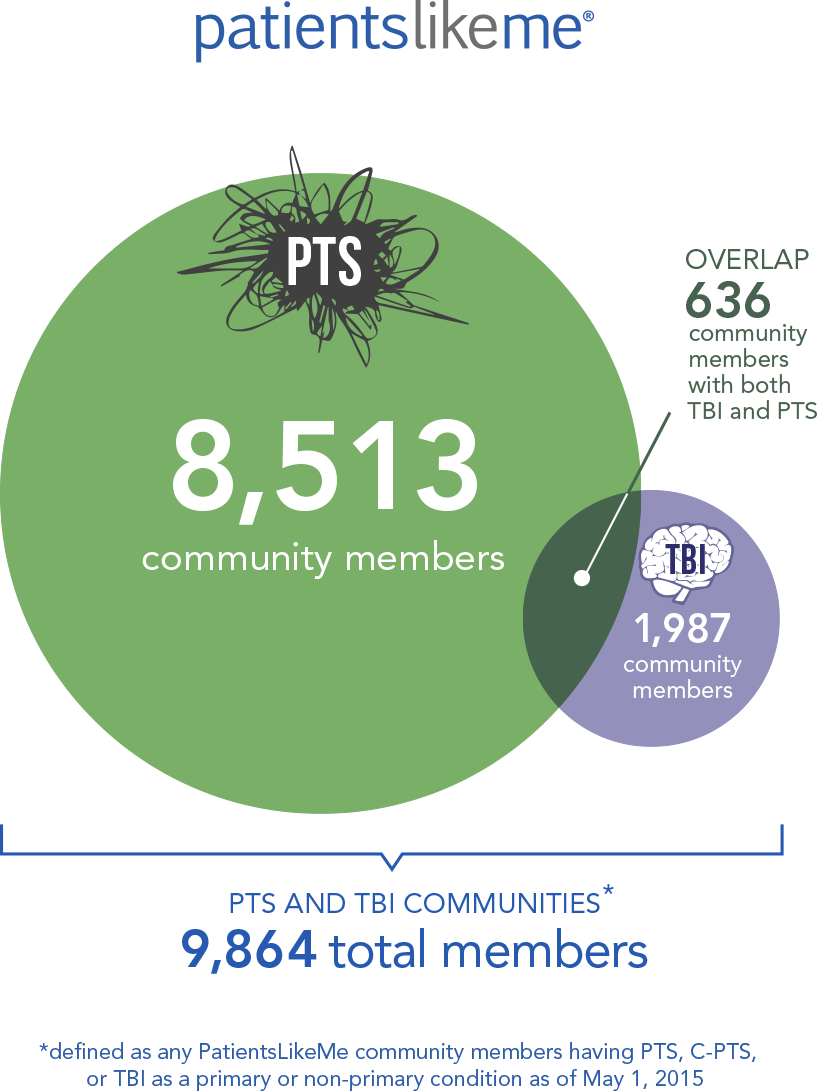 patientslikeme®
PTS
8,513
community members
OVERLAP
636
community
members
with both
TBI and PTS
TBI
1,987
community
members
PTS AND TBI COMMUNITIES*
9,864 total members
*defined as any PatientsLikeMe community members having PTS, C-PTS,
or TBI as a primary or non-primary condition as of May 1, 2015